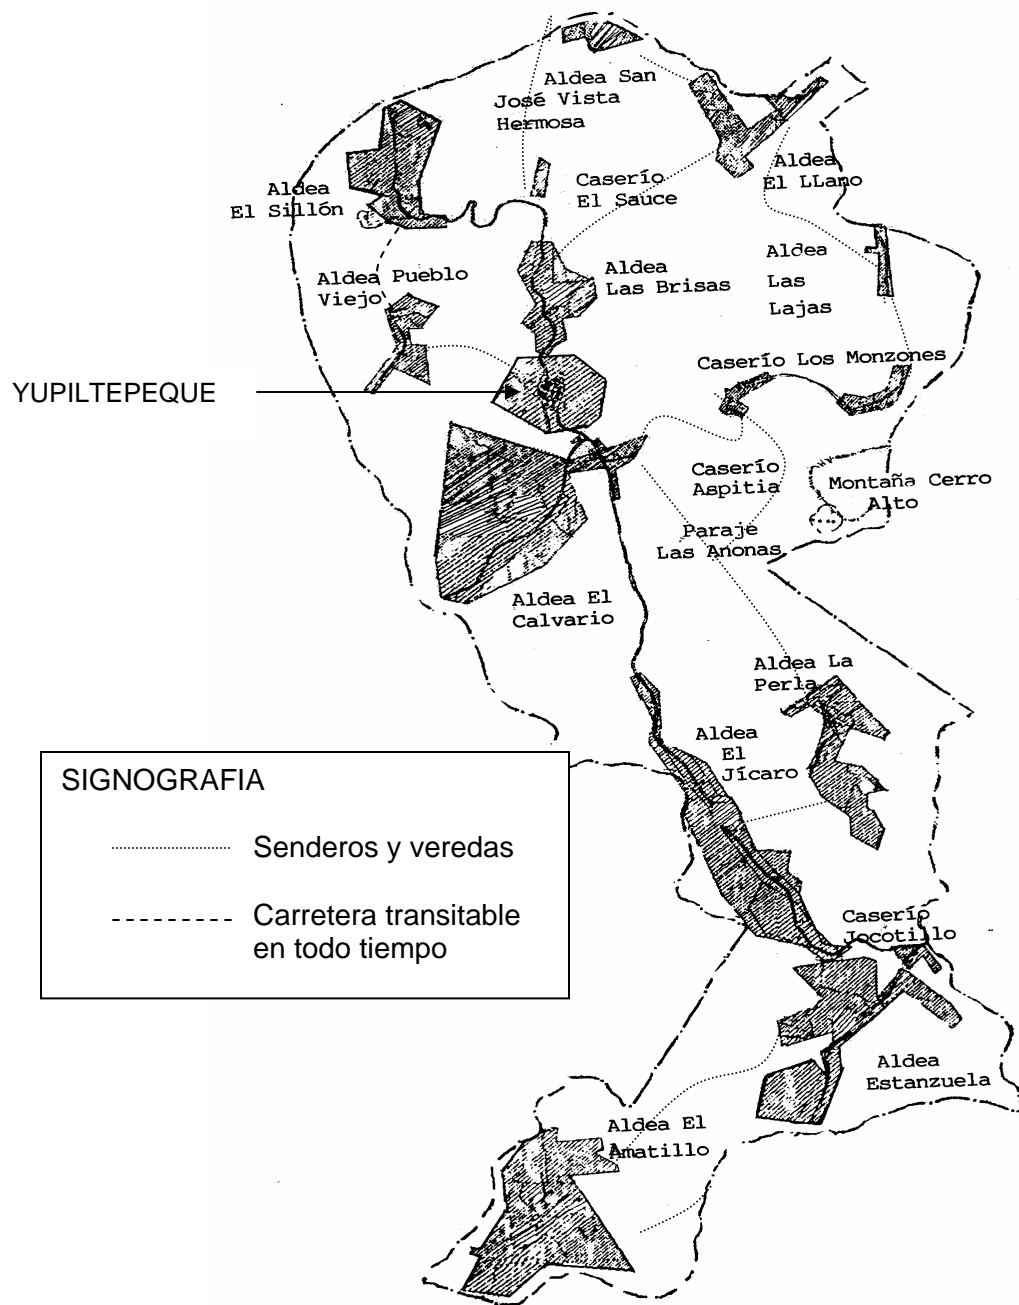 Aldea San
José Vista
Hermosa
Aldea
El LLano
Caserío
El Sauce
Aldea
El Sillón
Aldea Pueblo
Viejo
Aldea
Las Brisas
Aldea
Las
Lajas
Caserío Los Monzones
YUPILTEPEQUE
Caserío
Aspitia
Montaña Cerro
Alto
Paraje
Las Anonas
Aldea El
Calvario
Aldea La
Perla
Aldea
El
Jícaro
SIGNOGRAFIA
Senderos y veredas
Carretera transitable
en todo tiempo
Caserío
Jocotillo
Aldea
Estanzuela
Aldea El
Amatillo